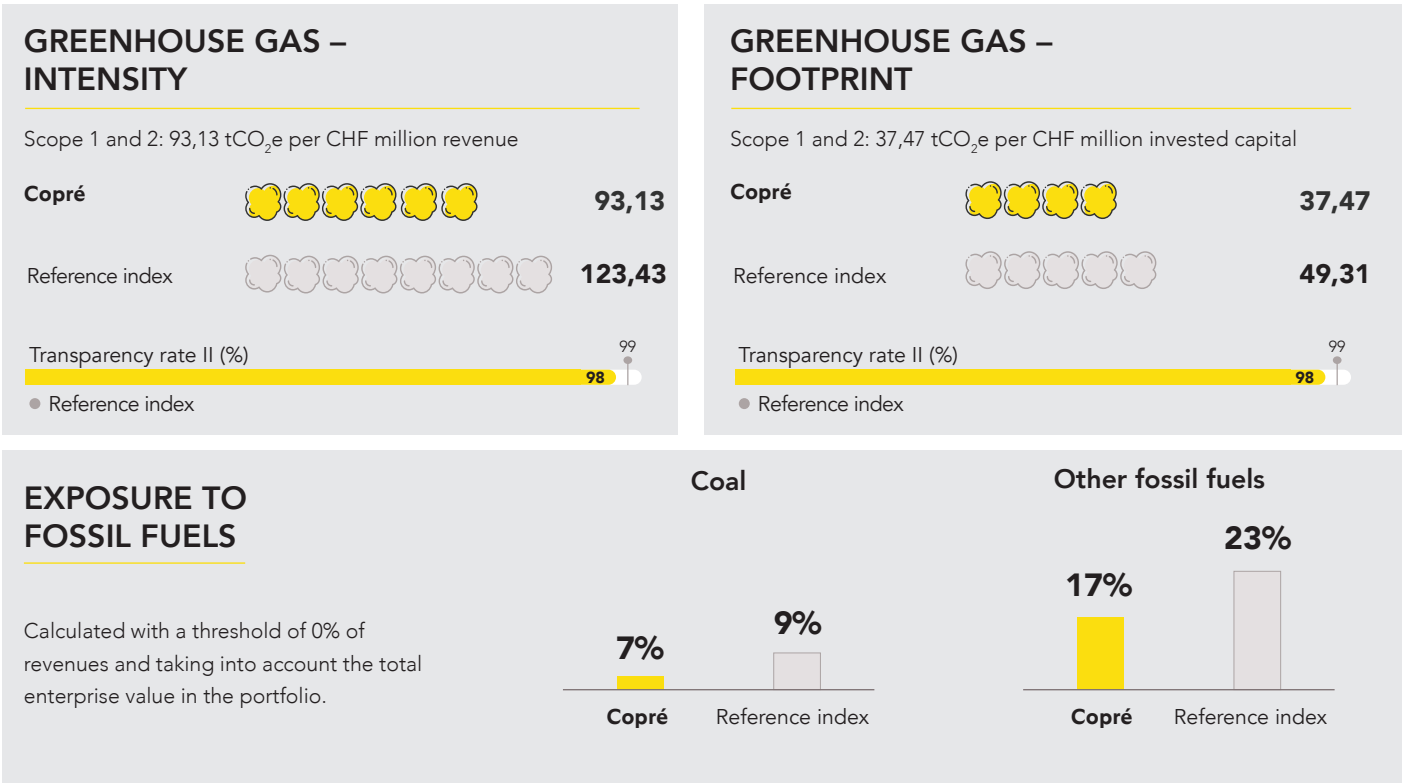 GREENHOUSE GAS –
INTENSITY
Scope 1 and 2: 93,13 tCO₂e per CHF million revenue
Copré
93,13
Reference index
123,43
Transparency rate II (%)
99
98
Reference index
GREENHOUSE GAS –
FOOTPRINT
Scope 1 and 2: 37,47 tCO₂e per CHF million invested capital
Copré
37,47
Reference index
49,31
Transparency rate II (%)
99
98
Reference index
EXPOSURE TO
FOSSIL FUELS
Calculated with a threshold of 0% of
revenues and taking into account the total
enterprise value in the portfolio.
Coal
7%
9%
Copré
Reference index
Other fossil fuels
17%
23%
Copré
Reference index